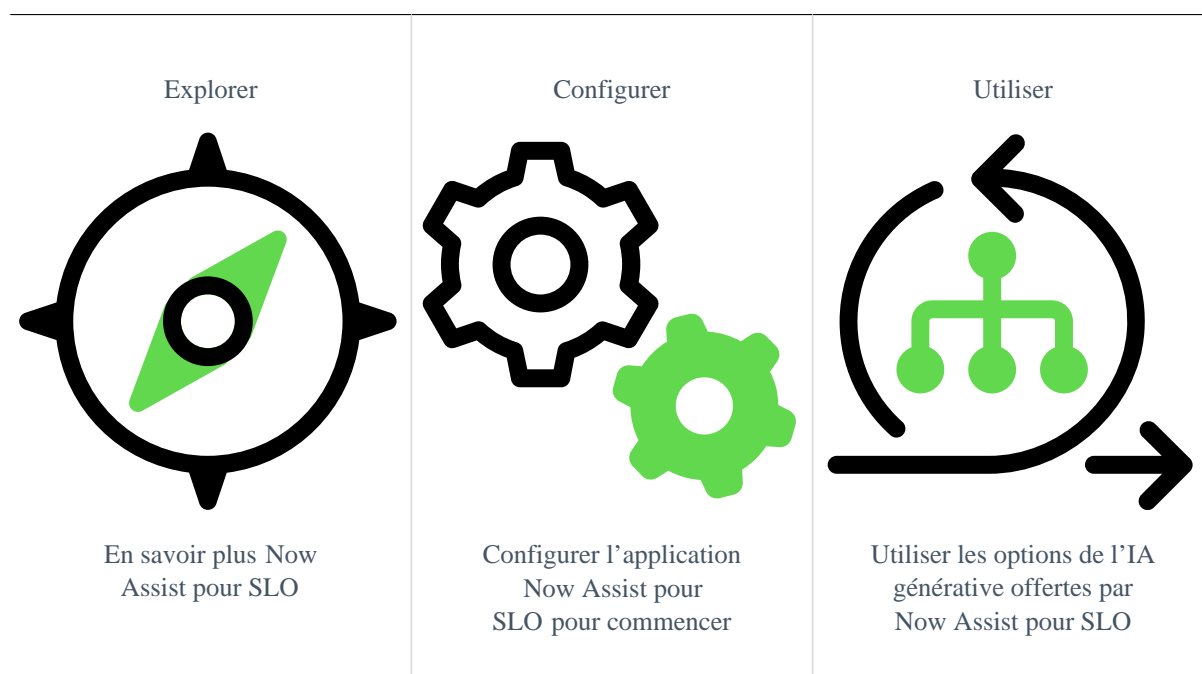 Explorer
En savoir plus Now
Assist pour SLO
Configurer
Configurer l’application
Now Assist pour
SLO pour commencer
Utiliser
Utiliser les options de l’IA
générative offertes par
Now Assist pour SLO